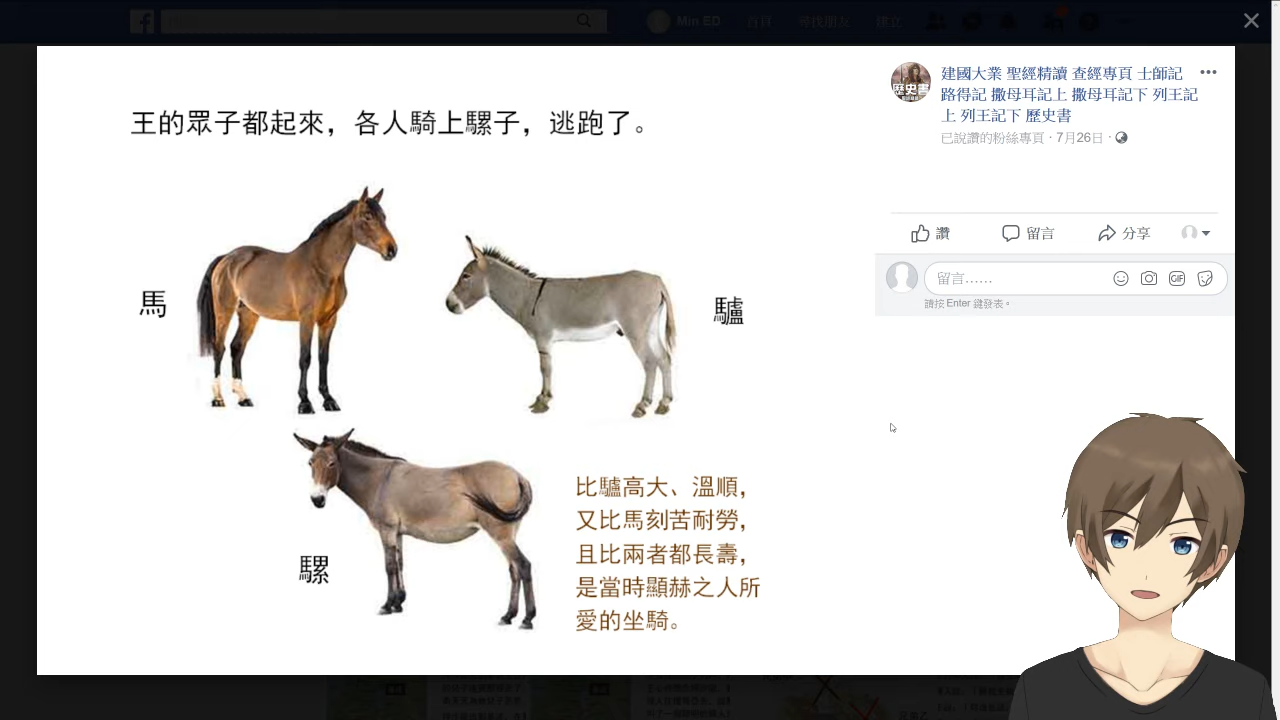 Min ED
首頁
尋找朋友
建立
王的眾子都起來，各人騎上騾子，逃跑了。
馬
驢
騾
比驢高大、溫順，
又比馬刻苦耐勞，
且比兩者都長壽，
是當時顯赫之人所
愛的坐騎。
歷史書
建國大業 聖經精讀 查經專頁 士師記
路得記 撒母耳記上 撒母耳記下 列王記
上 列王記下 歷史書
已說讚的粉絲專頁 · 7月26日 ·
讚
留言
分享
留言……
GIF
請按 Enter 鍵發表。